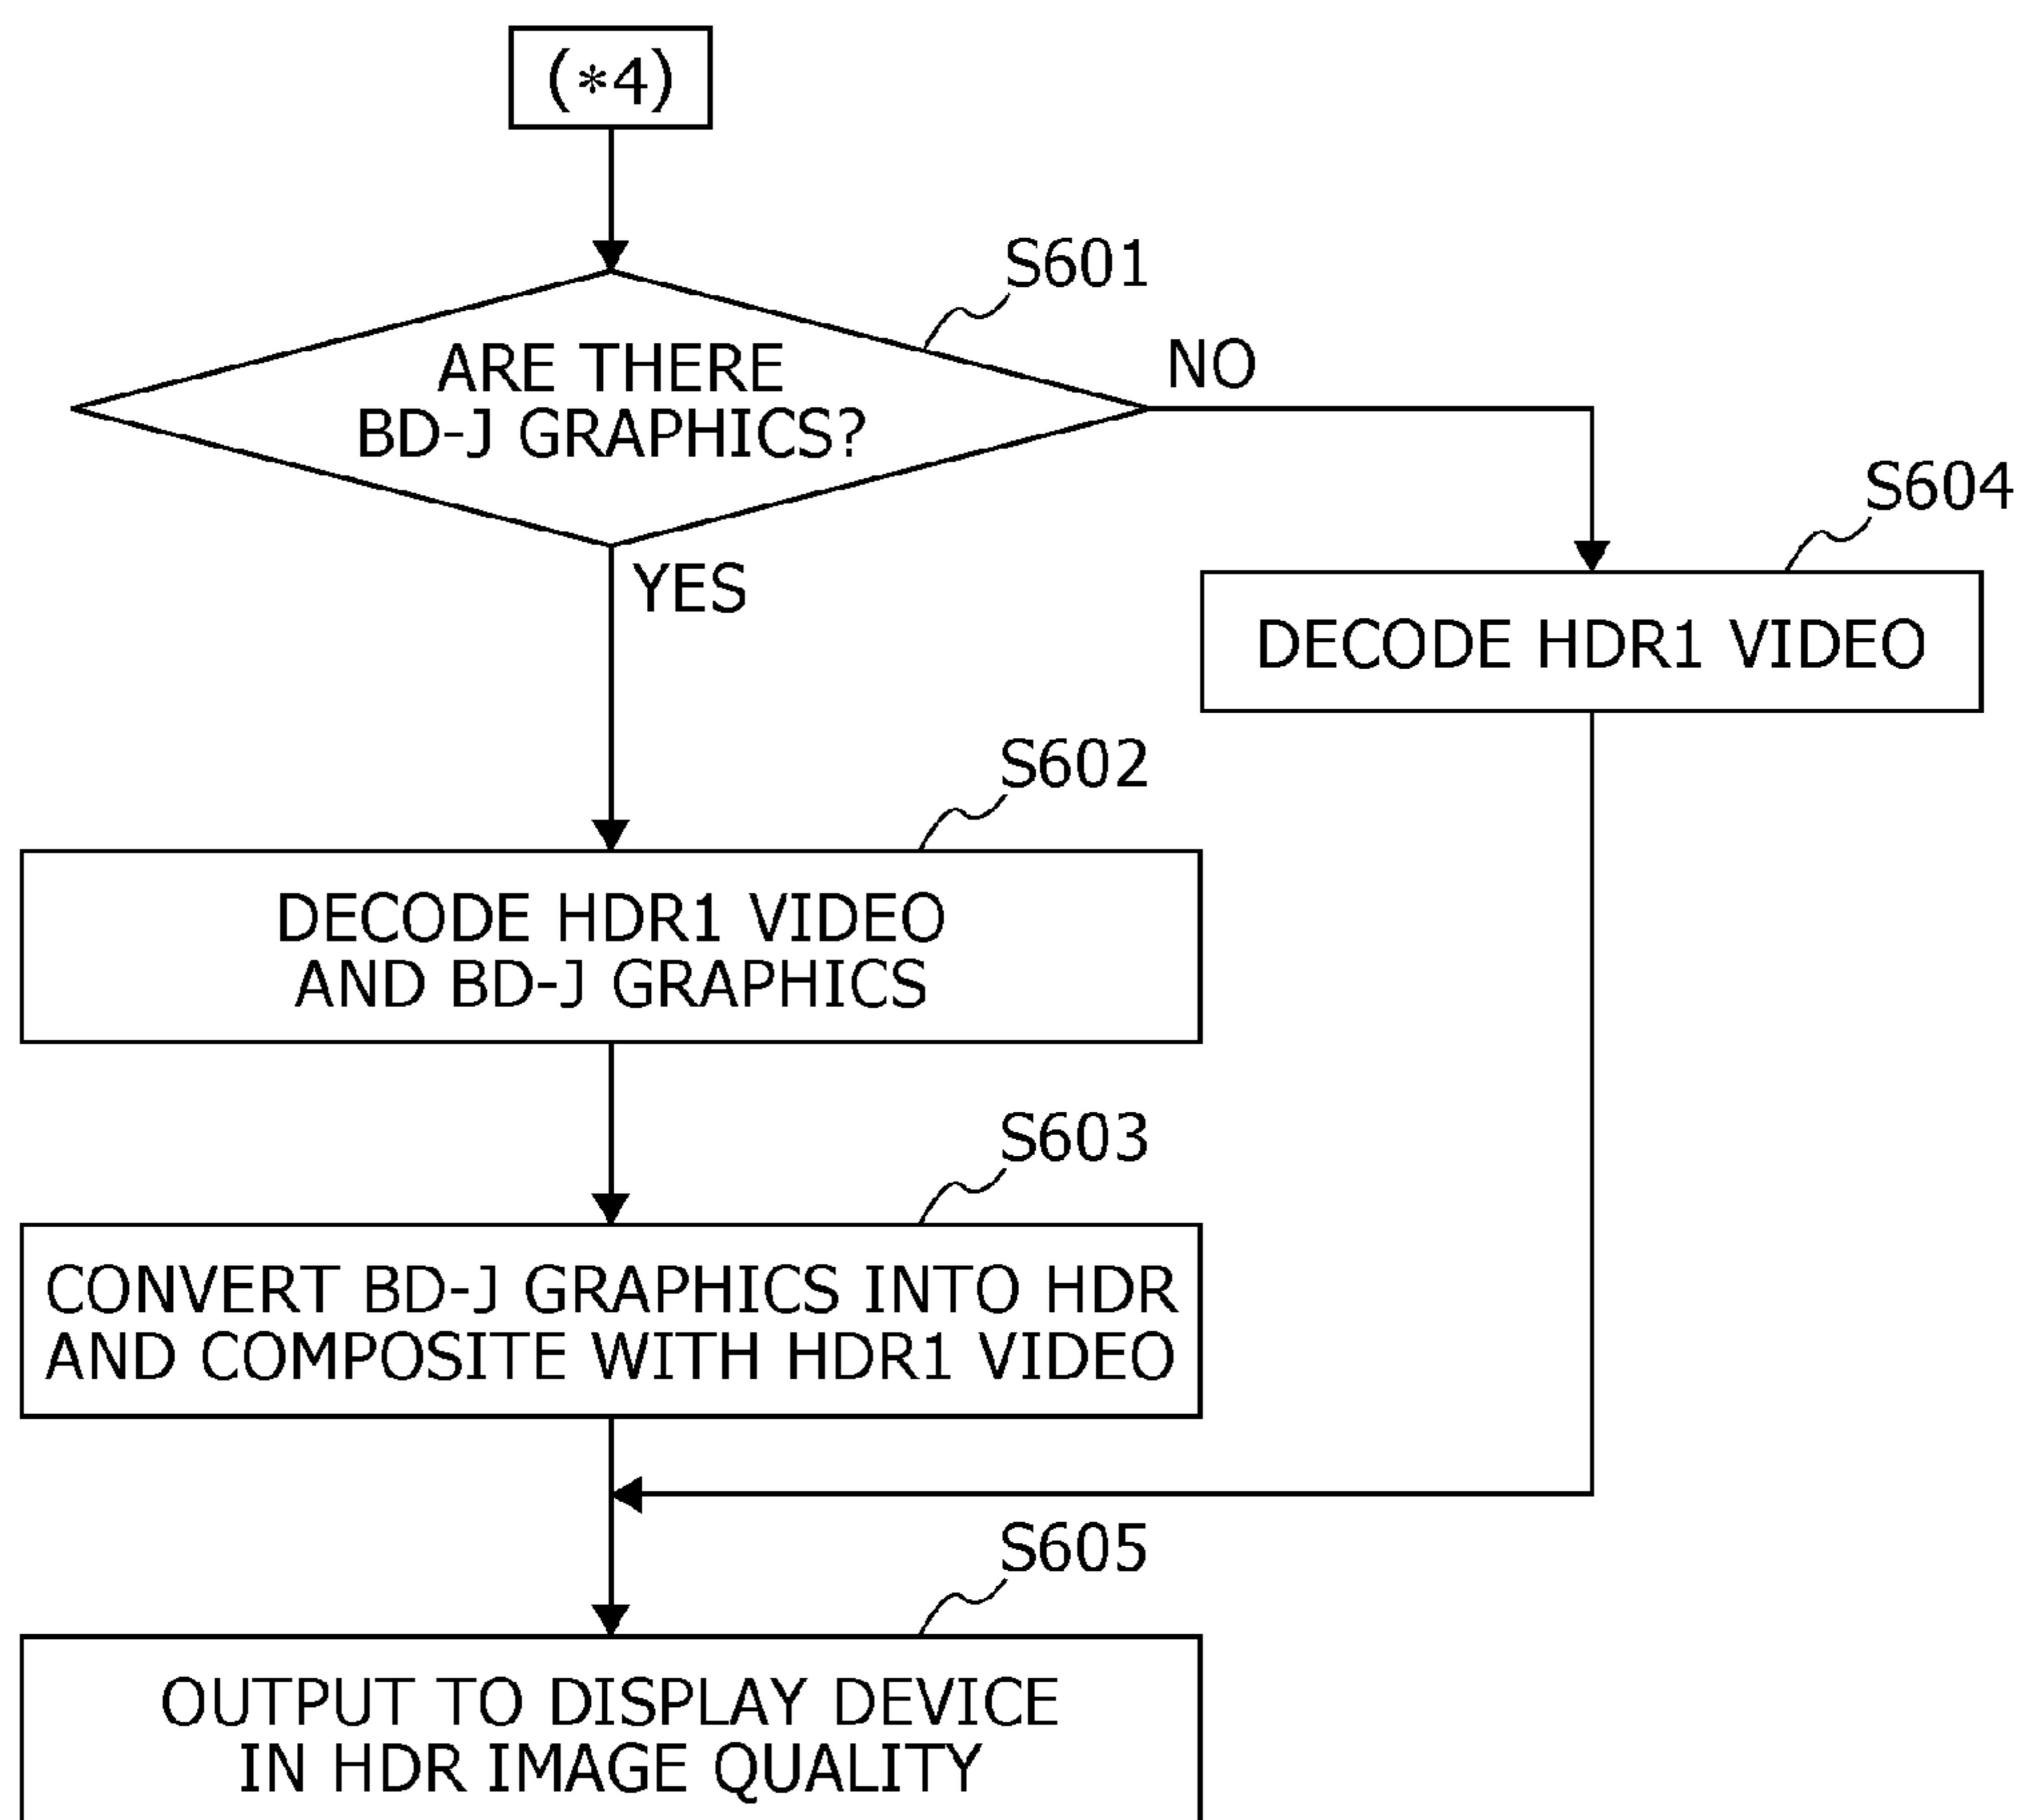 (*4)
S601
ARE THERE
BD-J GRAPHICS?
NO
YES
S604
DECODE HDR1 VIDEO
S602
DECODE HDR1 VIDEO
AND BD-J GRAPHICS
S603
CONVERT BD-J GRAPHICS INTO HDR
AND COMPOSITE WITH HDR1 VIDEO
S605
OUTPUT TO DISPLAY DEVICE
IN HDR IMAGE QUALITY